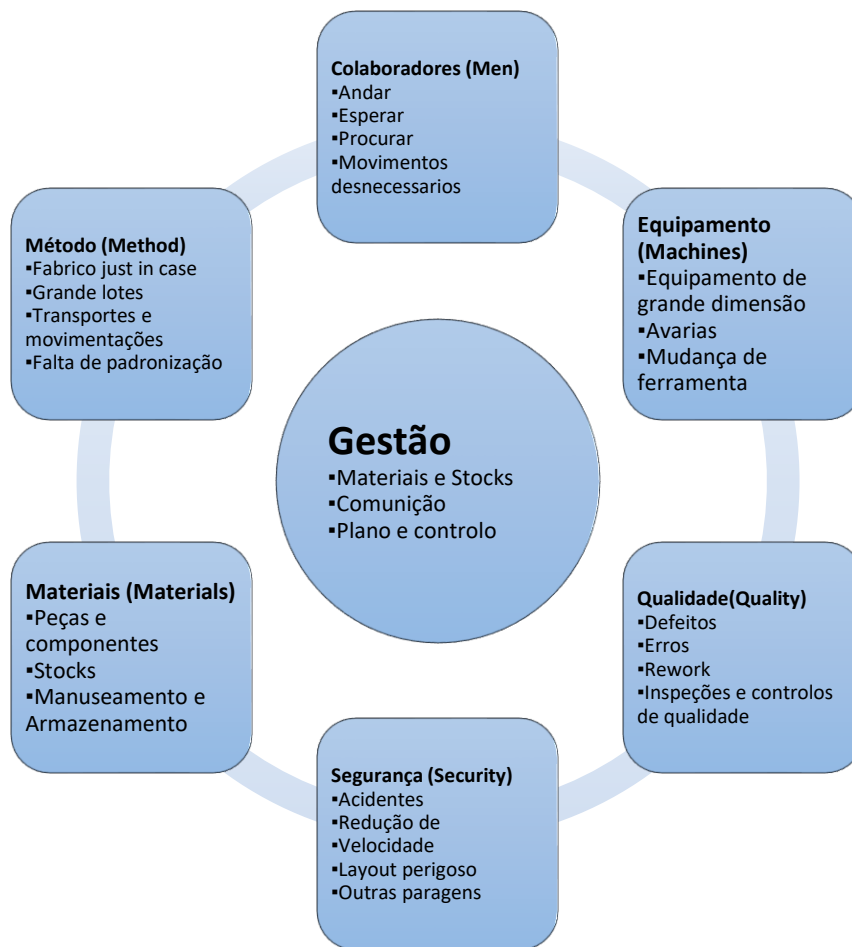 Colaboradores (Men)
▪Andar
▪Esperar
▪Procurar
▪Movimentos
desnecessarios
Equipamento
(Machines)
▪Equipamento de
grande dimensão
▪Avarias
▪Mudança de
ferramenta
Qualidade(Quality)
▪Defeitos
▪Erros
▪Rework
▪Inspeções e controlos
de qualidade
Segurança (Security)
▪Acidentes
▪Redução de
▪Velocidade
▪Layout perigoso
▪Outras paragens
Materiais (Materials)
▪Peças e
componentes
▪Stocks
▪Manuseamento e
Armazenamento
Método (Method)
▪Fabrico just in case
▪Grande lotes
▪Transportes e
movimentações
▪Falta de padronização
Gestão
▪Materiais e Stocks
▪Comunição
▪Plano e controlo